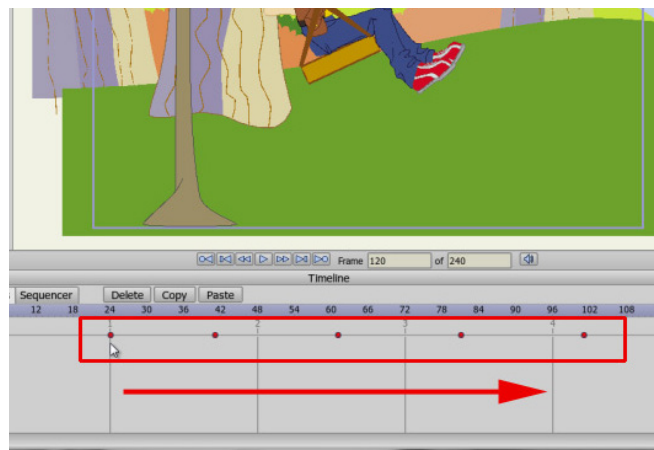 Frame 120 of 240
Timeline
s Sequencer Delete Copy Paste
12 18 24 30 36 42 48 54 60 66 72 78 84 90 96 102 108
1 2 3 4